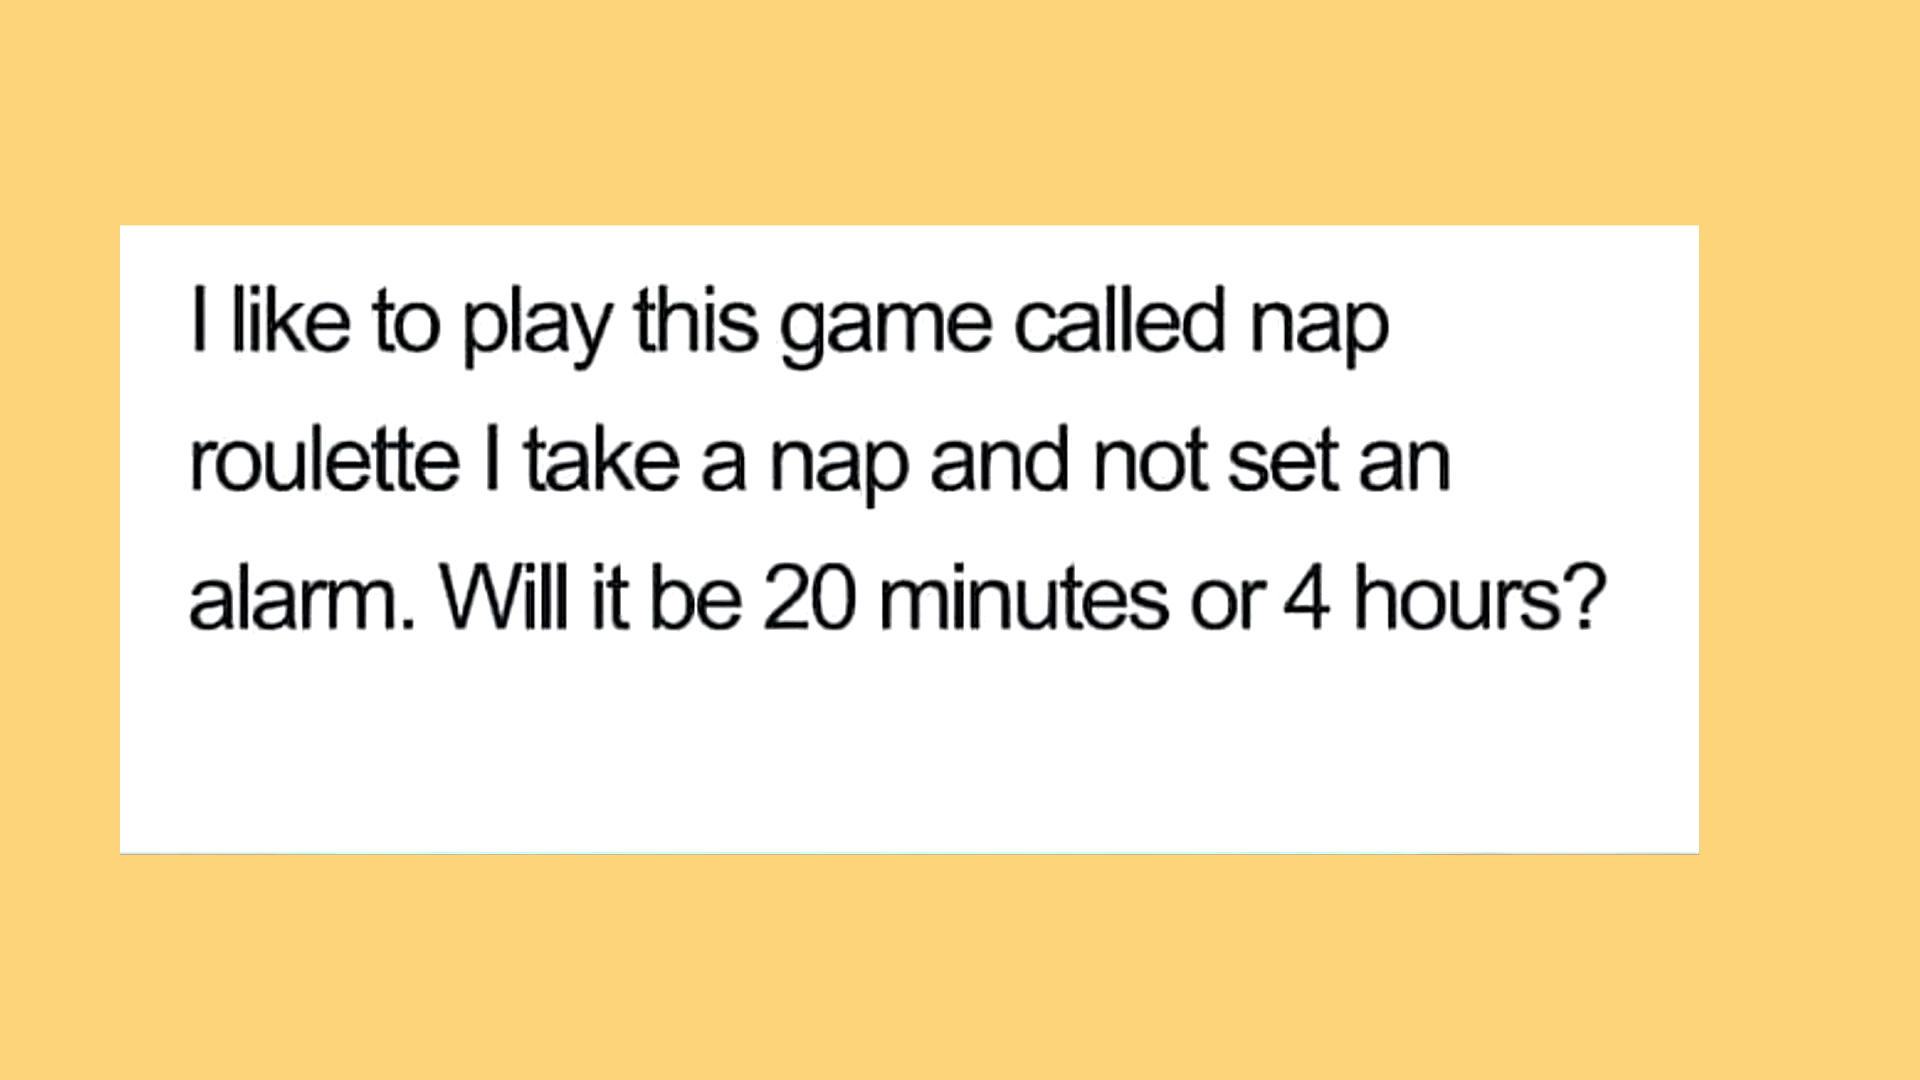 I like to play this game called nap
roulette I take a nap and not set an
alarm. Will it be 20 minutes or 4 hours?